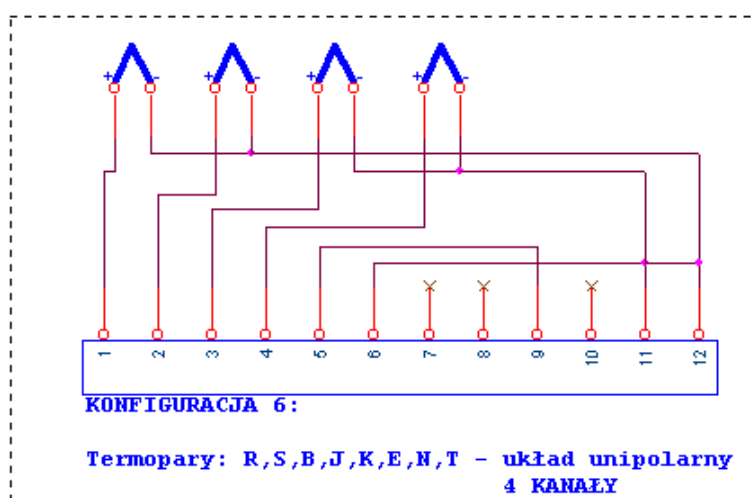 + - + - + - + -
1 2 3 4 5 6 7 8 9 10 11 12
KONFIGURACJA 6:
Termopary: R,S,B,J,K,E,N,T - układ unipolarny
4 KANAŁY